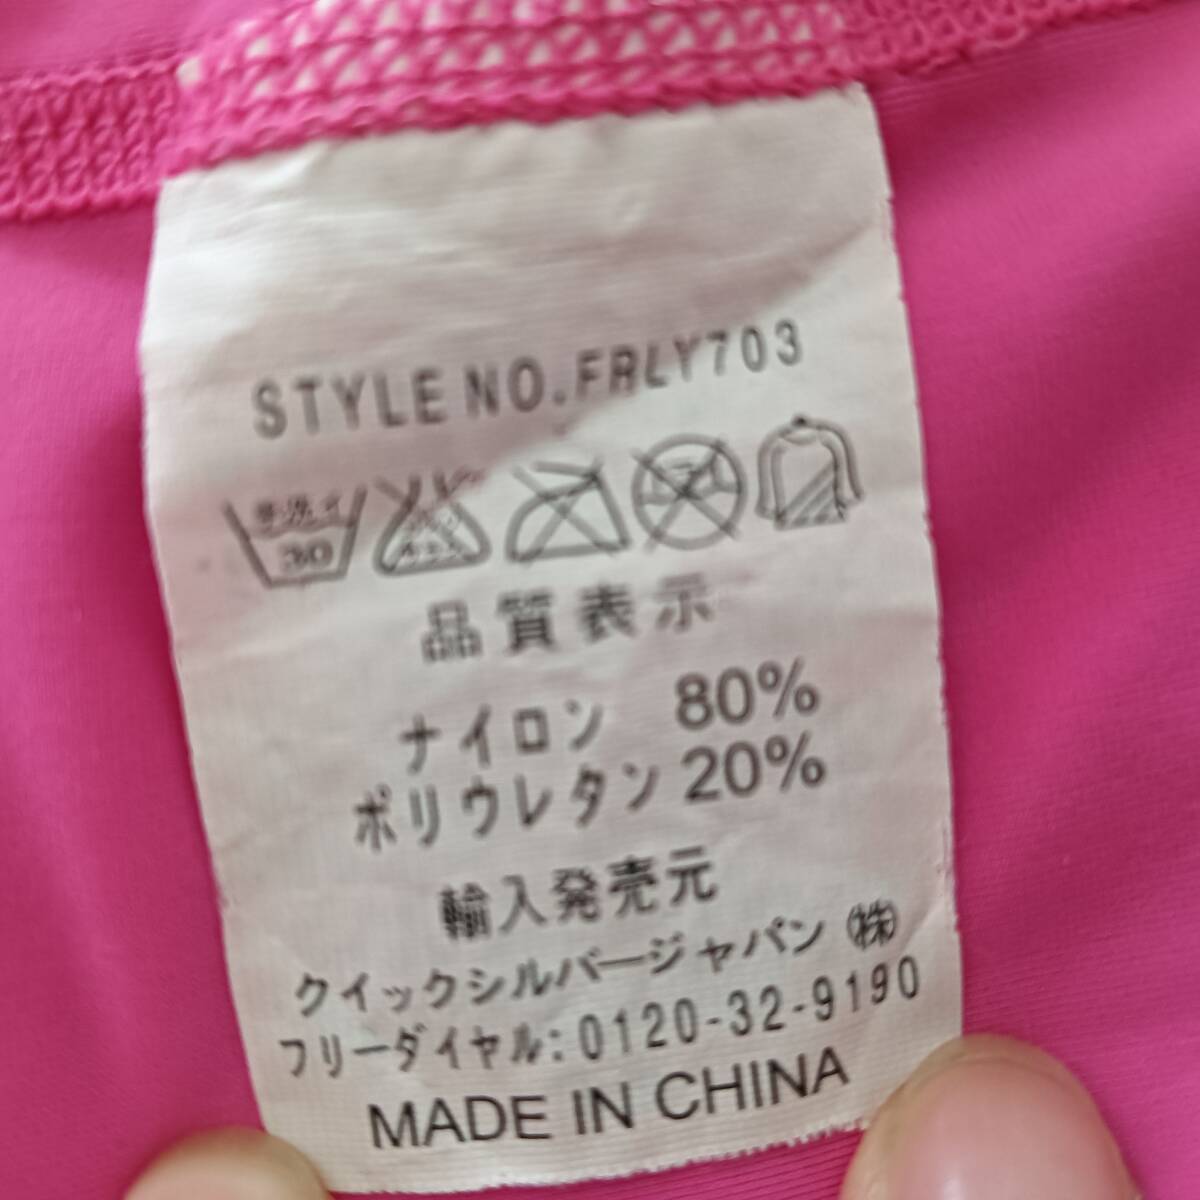 STYLE NO.FRLY703
手洗イ
30
品質表示
ナイロン 80%
ポリウレタン 20%
輸入発売元
クイックシルバージャパン ㈱
フリーダイヤル:0120-32-9190
MADE IN CHINA